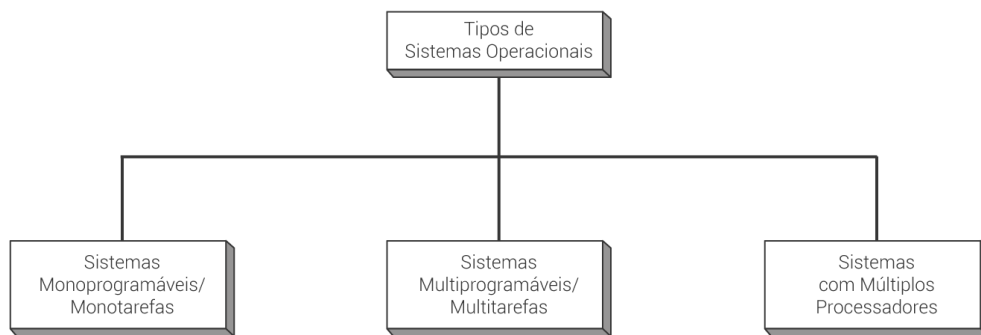 Tipos de
Sistemas Operacionais
Sistemas
Monoprogramáveis/
Monotarefas
Sistemas
Multiprogramáveis/
Multitarefas
Sistemas
com Múltiplos
Processadores